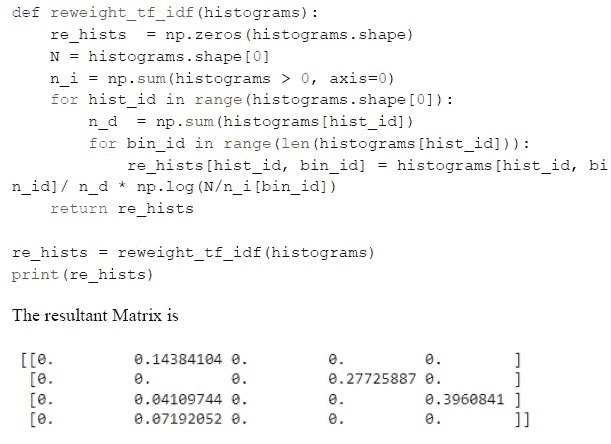 def reweight_tf_idf(histograms):
    re_hists  = np.zeros(histograms.shape)
    N = histograms.shape[0]
    n_i = np.sum(histograms > 0, axis=0)
    for hist_id in range(histograms.shape[0]):
        n_d  = np.sum(histograms[hist_id])
        for bin_id in range(len(histograms[hist_id])):
            re_hists[hist_id, bin_id] = histograms[hist_id, bi
n_id]/ n_d * np.log(N/n_i[bin_id])
    return re_hists

re_hists = reweight_tf_idf(histograms)
print(re_hists)

The resultant Matrix is

[[0.         0.14384104 0.         0.         0.        ]
 [0.         0.         0.         0.27725887 0.        ]
 [0.         0.04109744 0.         0.         0.3960841 ]
 [0.         0.07192052 0.         0.         0.        ]]